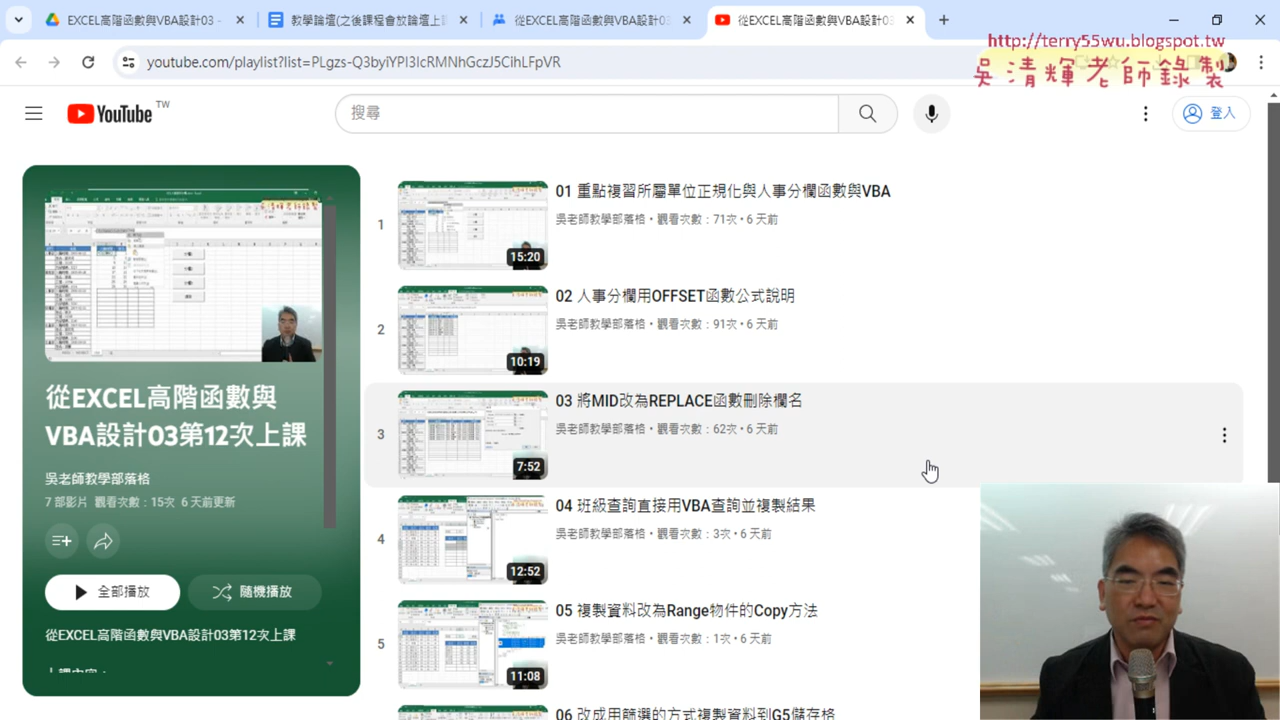 EXCEL高階函數與VBA設計03 -
教學論壇(之後課程會放論壇上
從EXCEL高階函數與VBA設計03
從EXCEL高階函數與VBA設計03
http://terry55wu.blogspot.tw
吳清輝老師錄製
youtube.com/playlist?list=PLgzs-Q3byiYPI3lcRMNhGczJ5CihLFpVR
YouTube TW
搜尋
登入
從EXCEL高階函數與
VBA設計03第12次上課
吳老師教學部落格
7 部影片 觀看次數：15次 6 天前更新
全部播放
隨機播放
從EXCEL高階函數與VBA設計03第12次上課
上課內容：
1
15:20
01 重點複習所屬單位正規化與人事分欄函數與VBA
吳老師教學部落格 • 觀看次數：71次 • 6 天前
2
10:19
02 人事分欄用OFFSET函數公式說明
吳老師教學部落格 • 觀看次數：91次 • 6 天前
3
7:52
03 將MID改為REPLACE函數刪除欄名
吳老師教學部落格 • 觀看次數：62次 • 6 天前
4
12:52
04 班級查詢直接用VBA查詢並複製結果
吳老師教學部落格 • 觀看次數：3次 • 6 天前
5
11:08
05 複製資料改為Range物件的Copy方法
吳老師教學部落格 • 觀看次數：1次 • 6 天前
06 改成用篩選的方式複製資料到G5儲存格